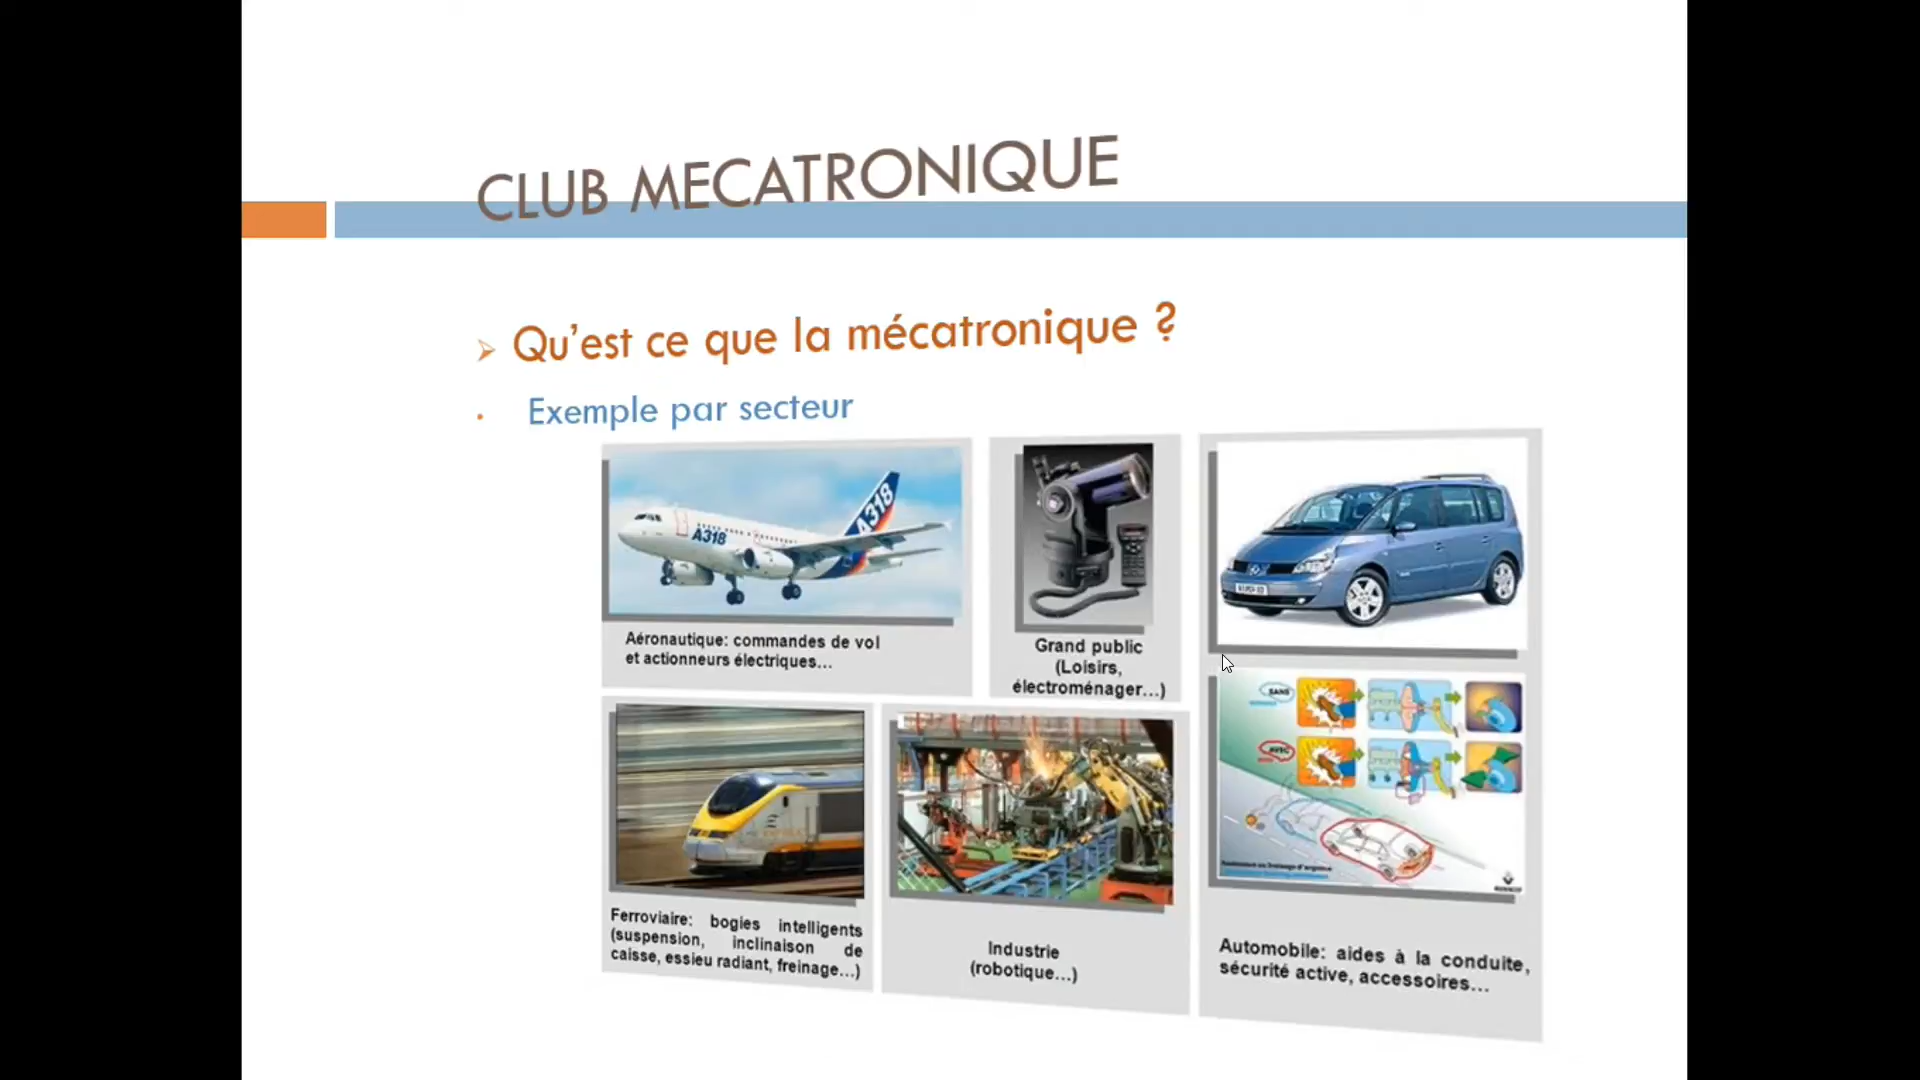 CLUB MECATRONIQUE
Qu’est ce que la mécatronique ?
Exemple par secteur
A318
A318
Aéronautique: commandes de vol
et actionneurs électriques...
Grand public
(Loisirs,
électroménager...)
SANS
AVEC
Ferroviaire: bogies intelligents
(suspension, inclinaison de
caisse, essieu radiant, freinage...)
Industrie
(robotique...)
Automobile: aides à la conduite,
sécurité active, accessoires...